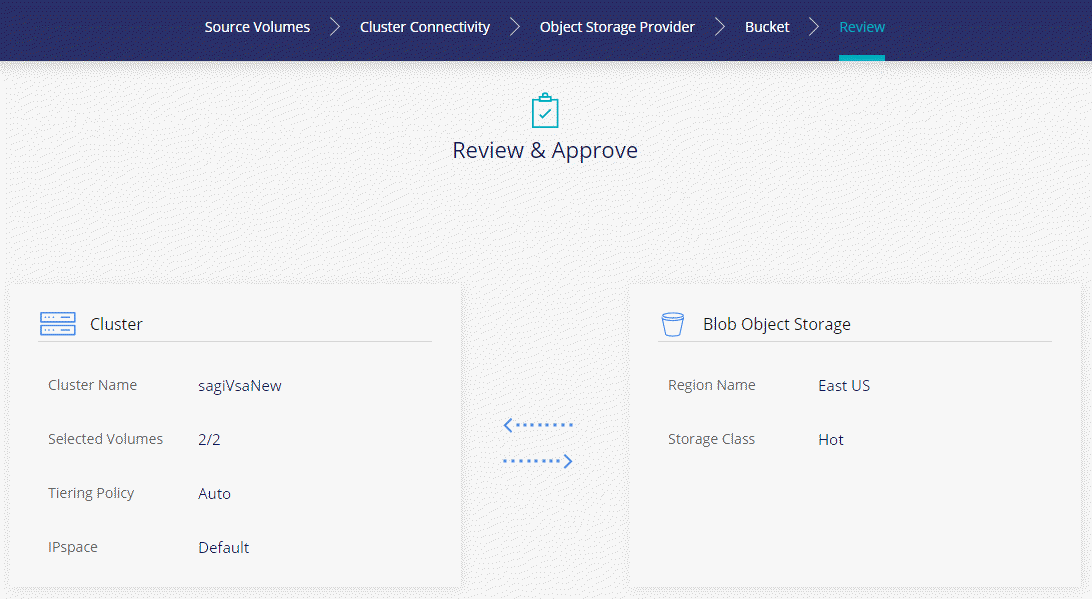 Source Volumes Cluster Connectivity Object Storage Provider Bucket Review
Review & Approve
Cluster
Cluster Name sagiVsaNew
Selected Volumes 2/2
Tiering Policy Auto
IPspace Default
Blob Object Storage
Region Name East US
Storage Class Hot